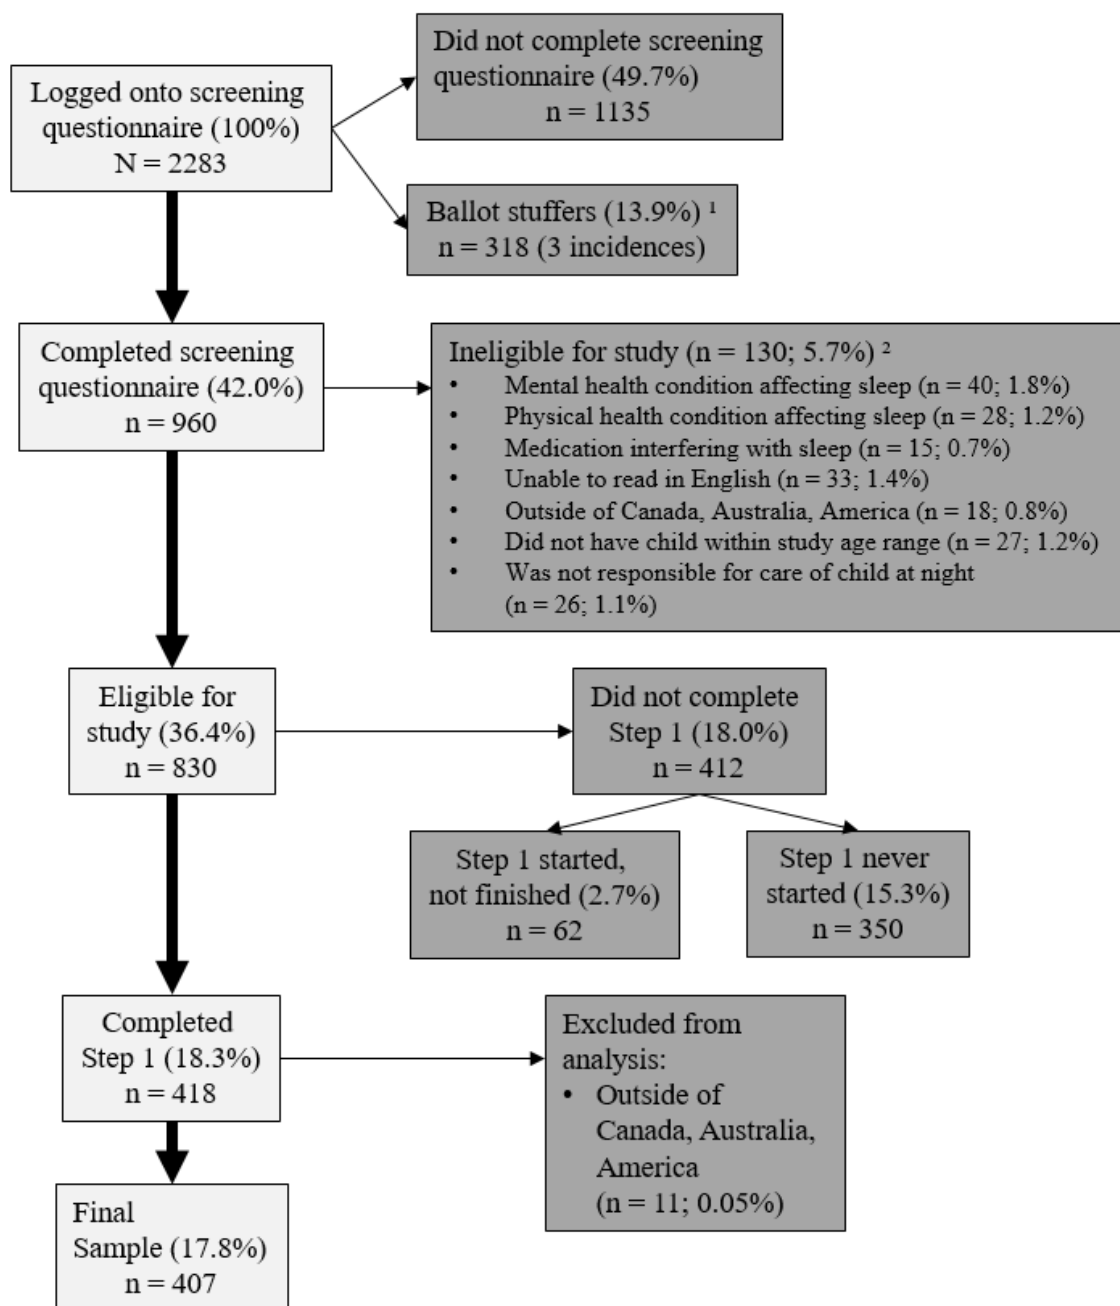 Logged onto screening
questionnaire (100%)
N = 2283
Did not complete screening
questionnaire (49.7%)
n = 1135
Ballot stuffers (13.9%) ¹
n = 318 (3 incidences)
Completed screening
questionnaire (42.0%)
n = 960
Ineligible for study (n = 130; 5.7%) ²
• Mental health condition affecting sleep (n = 40; 1.8%)
• Physical health condition affecting sleep (n = 28; 1.2%)
• Medication interfering with sleep (n = 15; 0.7%)
• Unable to read in English (n = 33; 1.4%)
• Outside of Canada, Australia, America (n = 18; 0.8%)
• Did not have child within study age range (n = 27; 1.2%)
• Was not responsible for care of child at night
(n = 26; 1.1%)
Eligible for
study (36.4%)
n = 830
Did not complete
Step 1 (18.0%)
n = 412
Step 1 started,
not finished (2.7%)
n = 62
Step 1 never
started (15.3%)
n = 350
Completed
Step 1 (18.3%)
n = 418
Excluded from
analysis:
• Outside of
Canada, Australia,
America
(n = 11; 0.05%)
Final
Sample (17.8%)
n = 407